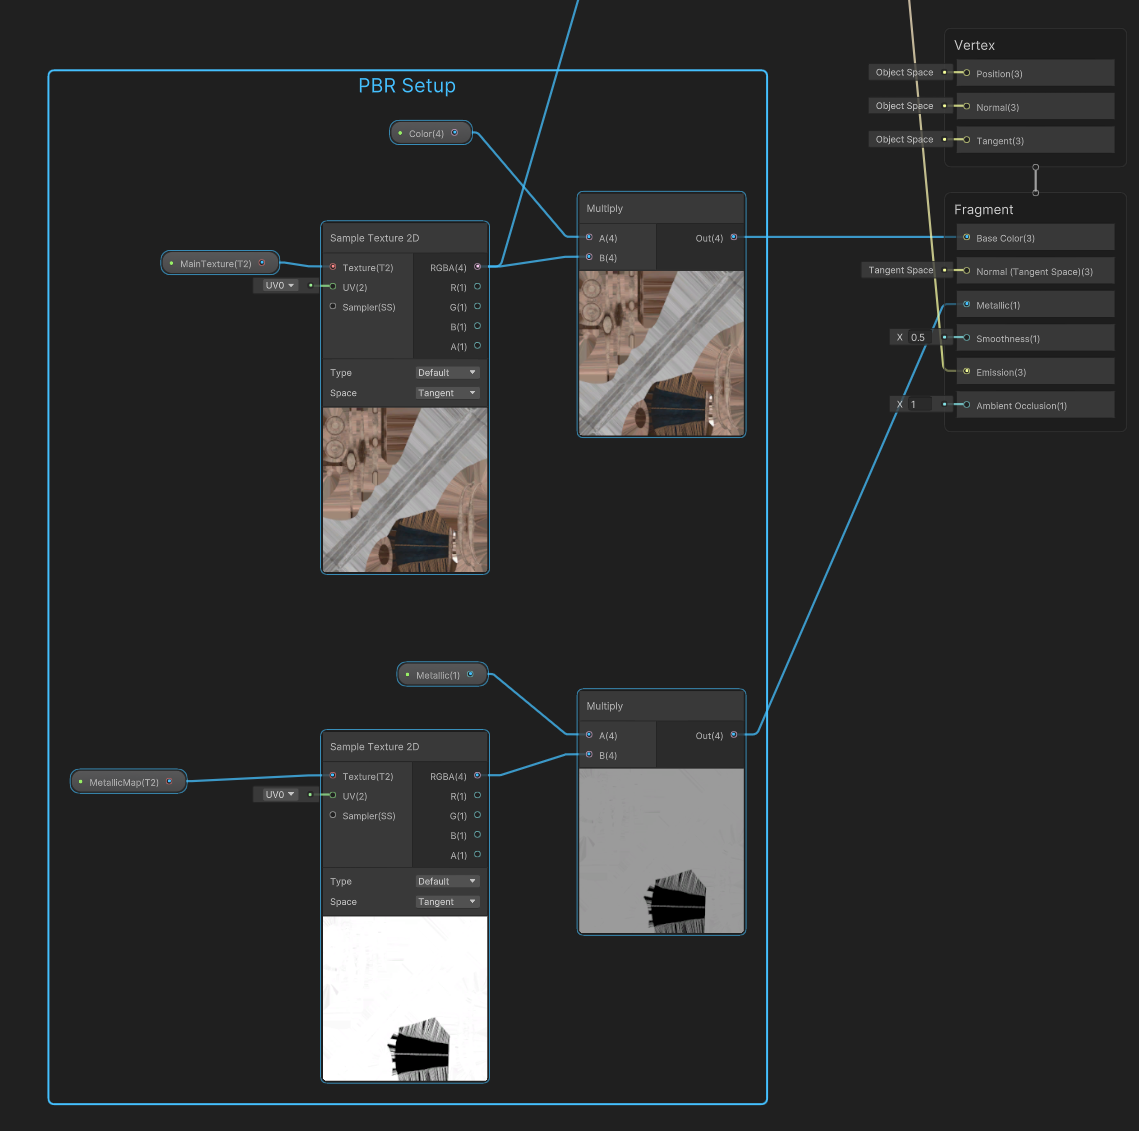 PBR Setup
Color(4)
MainTexture(T2)
UV0
Sample Texture 2D
Texture(T2)
RGBA(4)
UV(2)
R(1)
Sampler(SS)
G(1)
B(1)
A(1)
Type
Default
Space
Tangent
Multiply
A(4)
Out(4)
B(4)
Metallic(1)
MetallicMap(T2)
UV0
Sample Texture 2D
Texture(T2)
RGBA(4)
UV(2)
R(1)
Sampler(SS)
G(1)
B(1)
A(1)
Type
Default
Space
Tangent
Multiply
A(4)
Out(4)
B(4)
Vertex
Object Space
Position(3)
Object Space
Normal(3)
Object Space
Tangent(3)
Fragment
Base Color(3)
Tangent Space
Normal (Tangent Space)(3)
Metallic(1)
X 0.5
Smoothness(1)
Emission(3)
X 1
Ambient Occlusion(1)